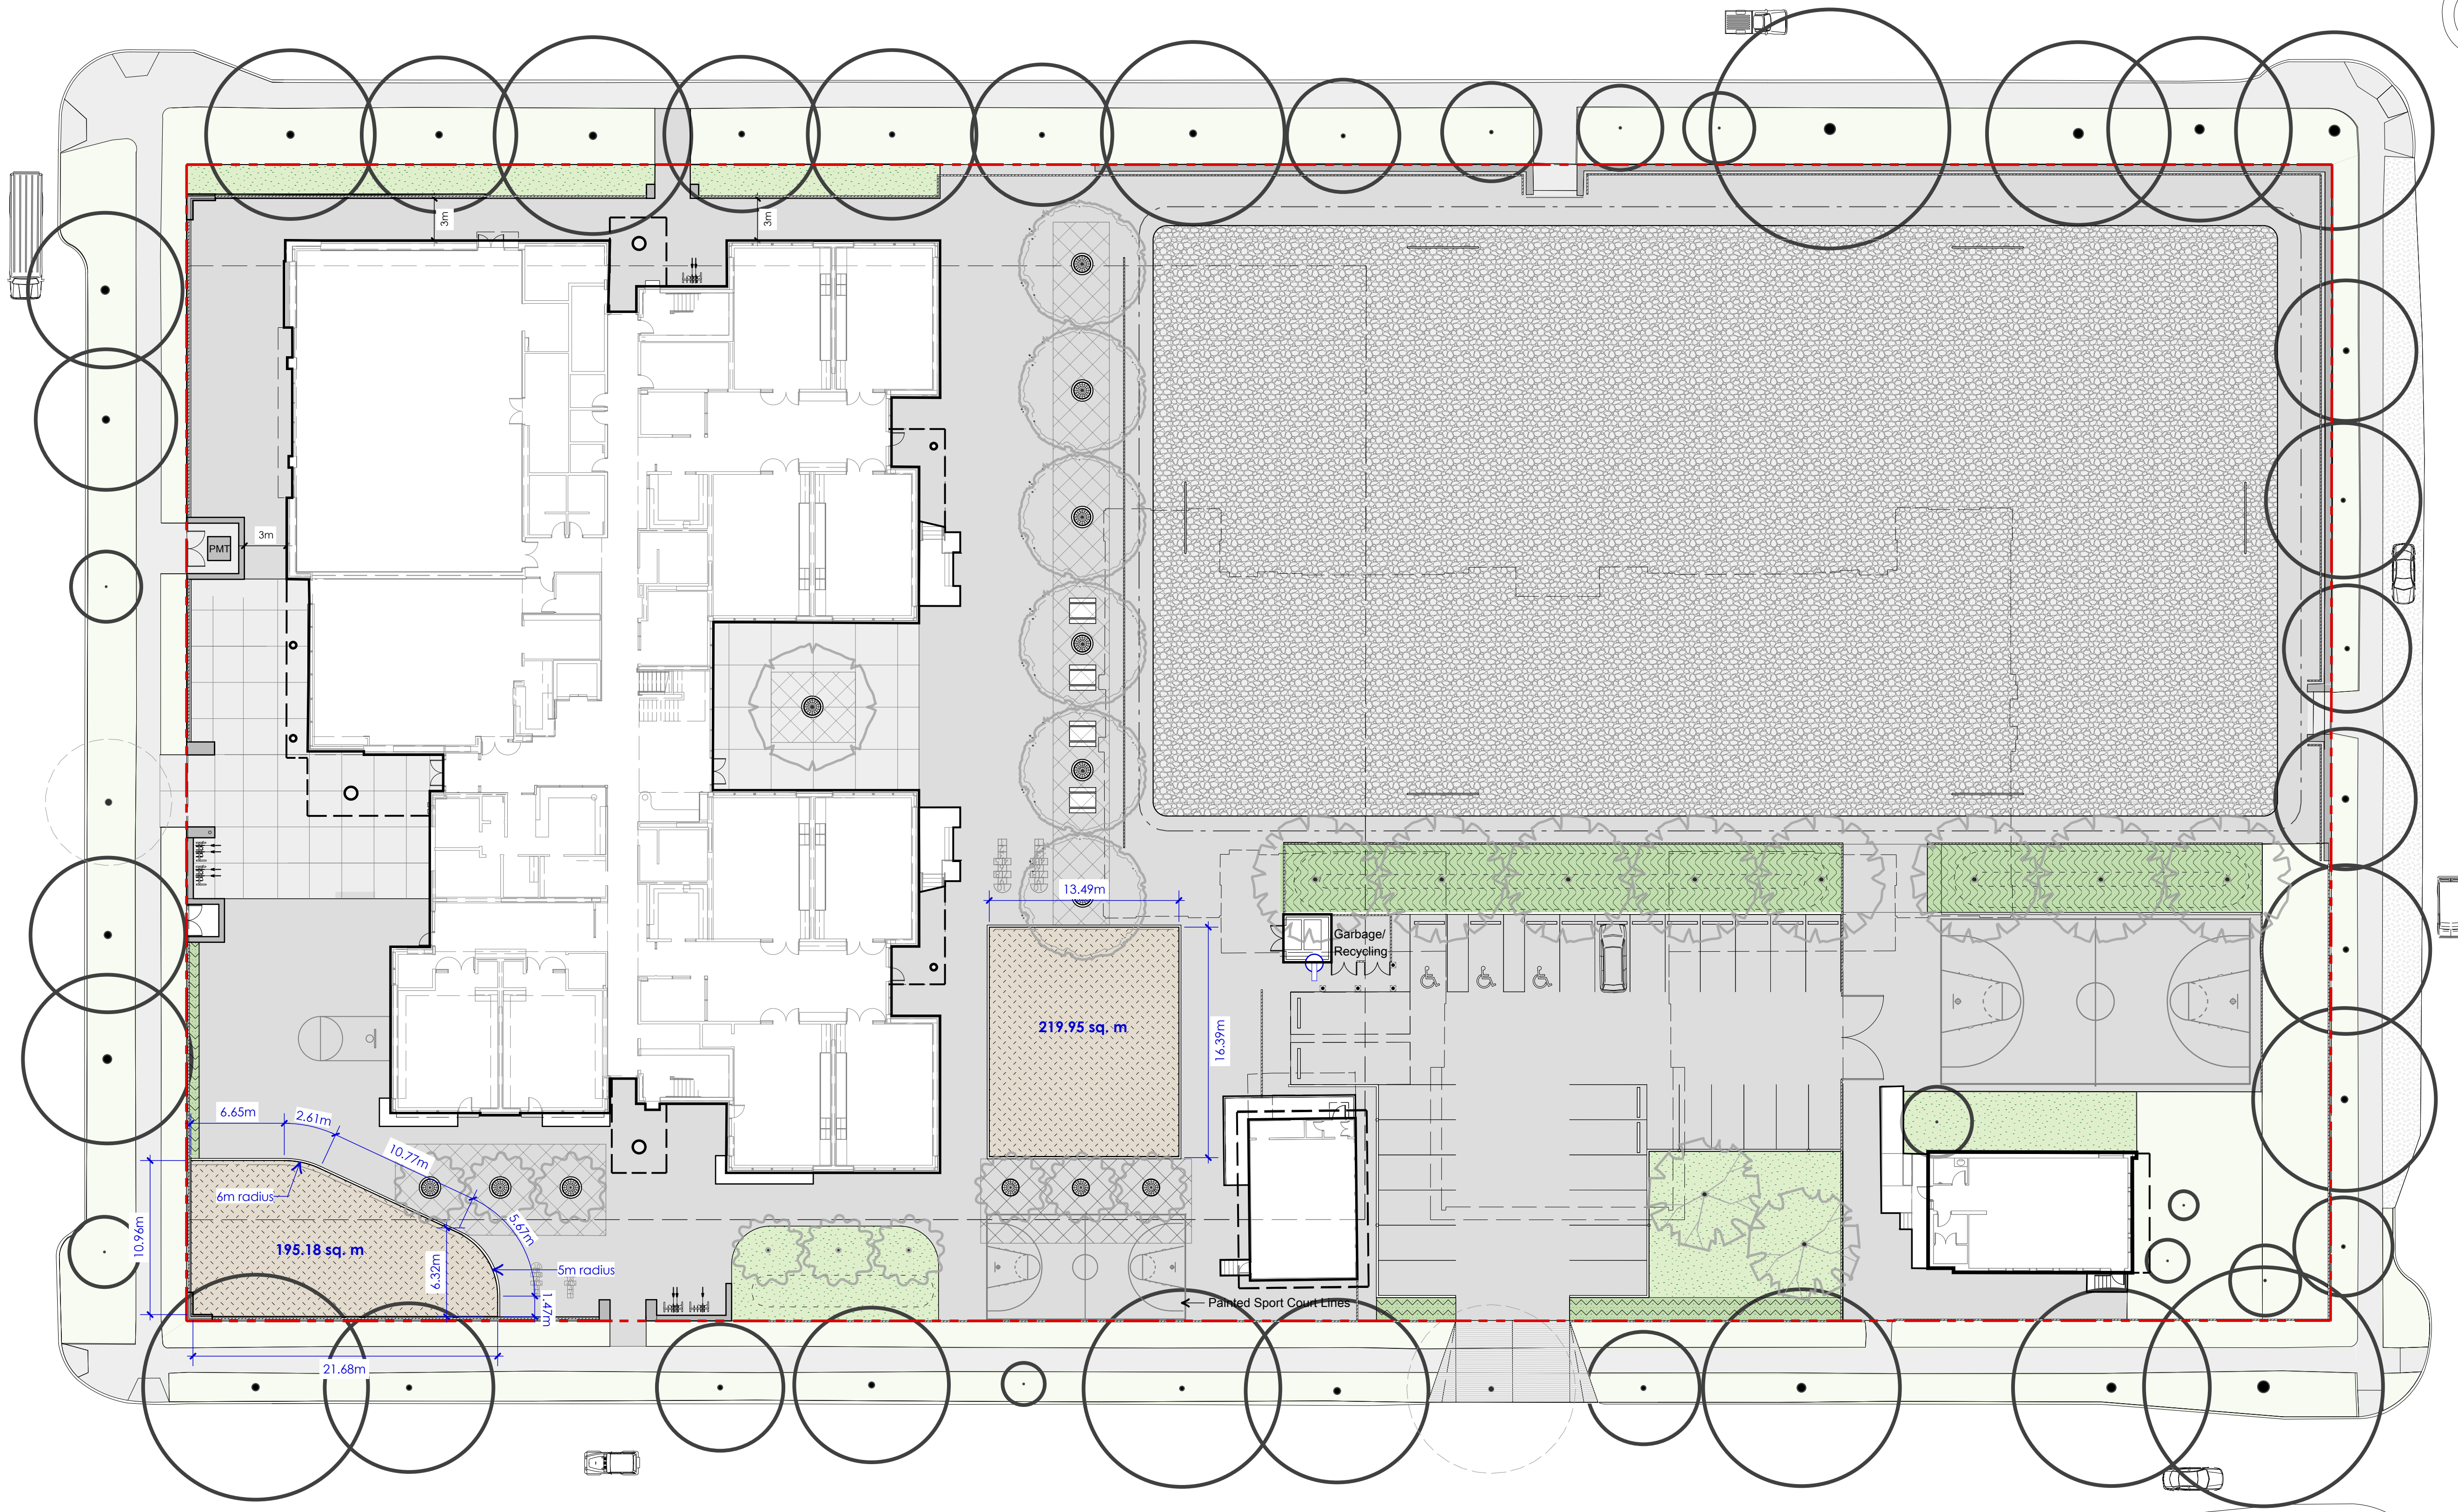 3m
3m
3m
PMT
13.49m
Garbage/
Recycling
219.95 sq. m
16.39m
6.65m
2.61m
10.77m
6m radius
5.67m
10.96m
195.18 sq. m
6.32m
5m radius
1.47m
Painted Sport Court Lines
21.68m